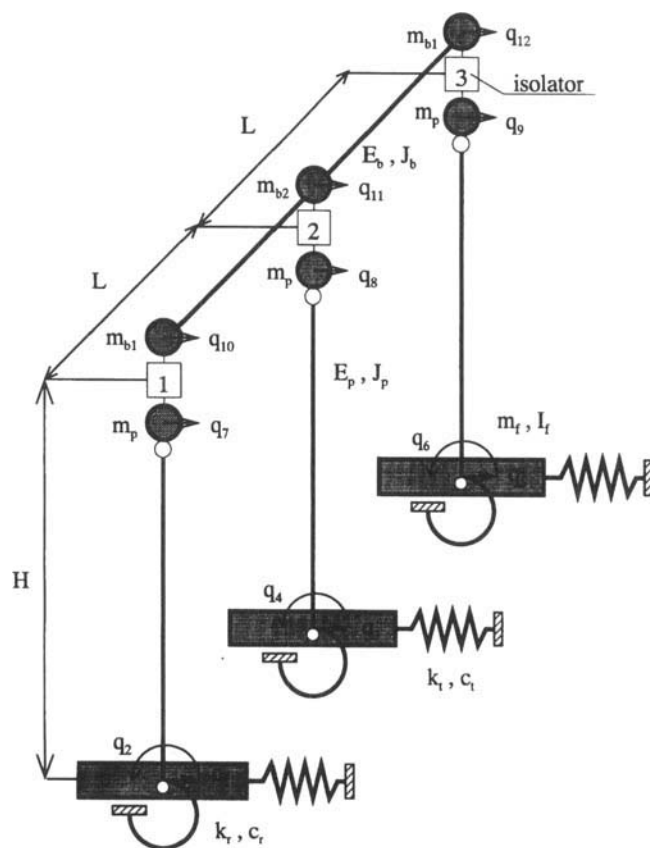 m_b1 q_12
3 isolator
m_p q_9
L
E_b , J_b
m_b2 q_11
2
m_p q_8
L
m_b1 q_10
E_p , J_p
1
m_p q_7
m_f , I_f
q_6
H
q_4
k_t , c_t
q_2
k_r , c_r